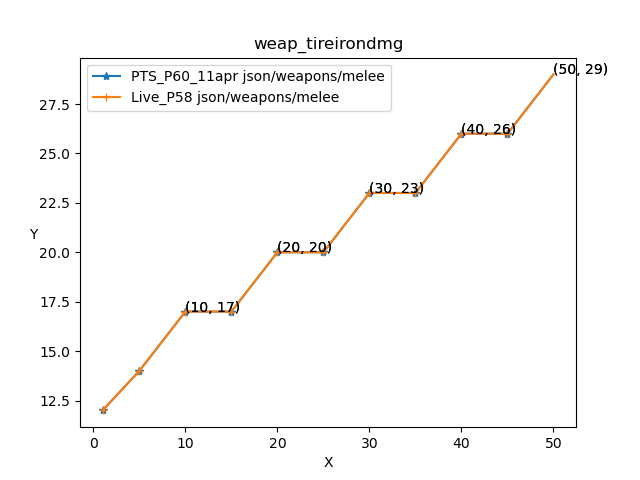 weap_tireirondmg
PTS_P60_11apr json/weapons/melee
Live_P58 json/weapons/melee
(50, 29)
27.5
(40, 26)
25.0
(30, 23)
22.5
Y
(20, 20)
20.0
17.5
(10, 17)
15.0
12.5
0 10 20 30 40 50
X